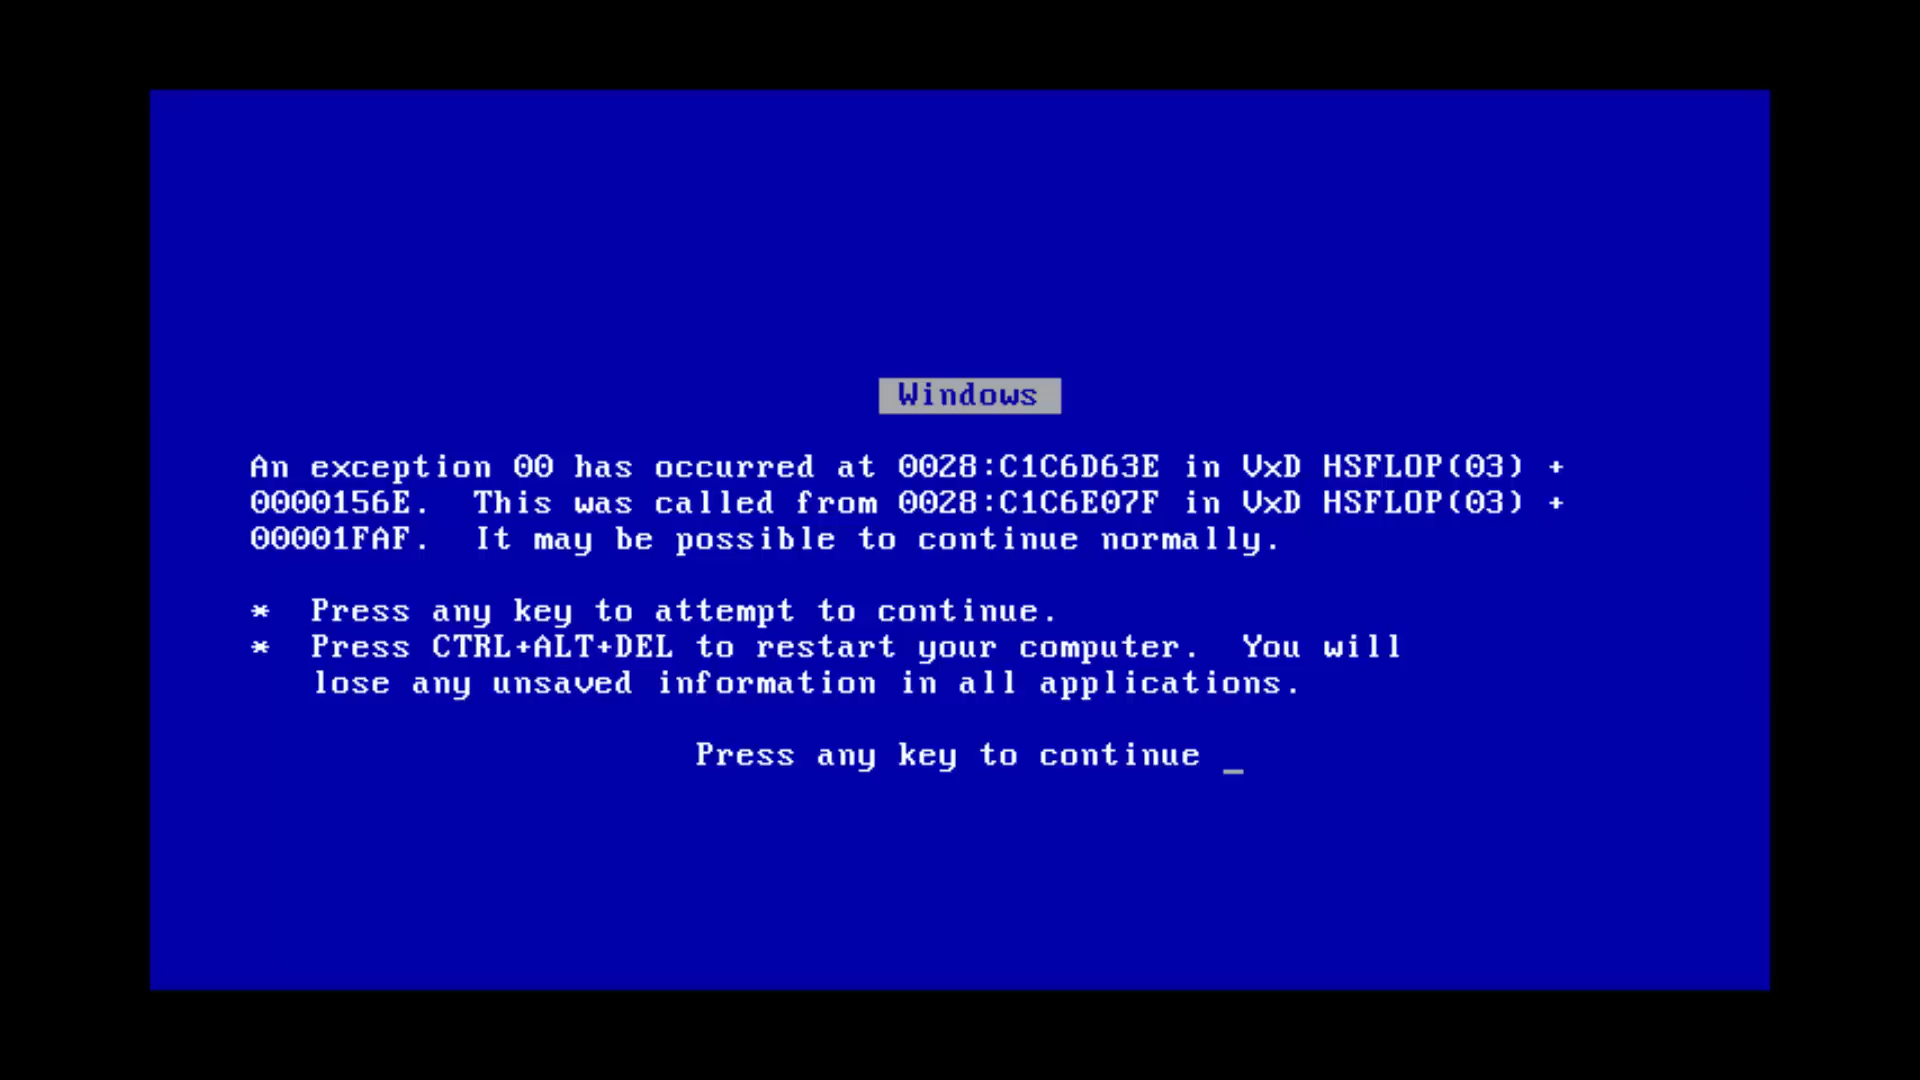 Windows
An exception 00 has occurred at 0028:C1C6D63E in VxD HSFLOP(03) +
0000156E.  This was called from 0028:C1C6E07F in VxD HSFLOP(03) +
00001FAF.  It may be possible to continue normally.
*  Press any key to attempt to continue.
*  Press CTRL+ALT+DEL to restart your computer.  You will
lose any unsaved information in all applications.
Press any key to continue _